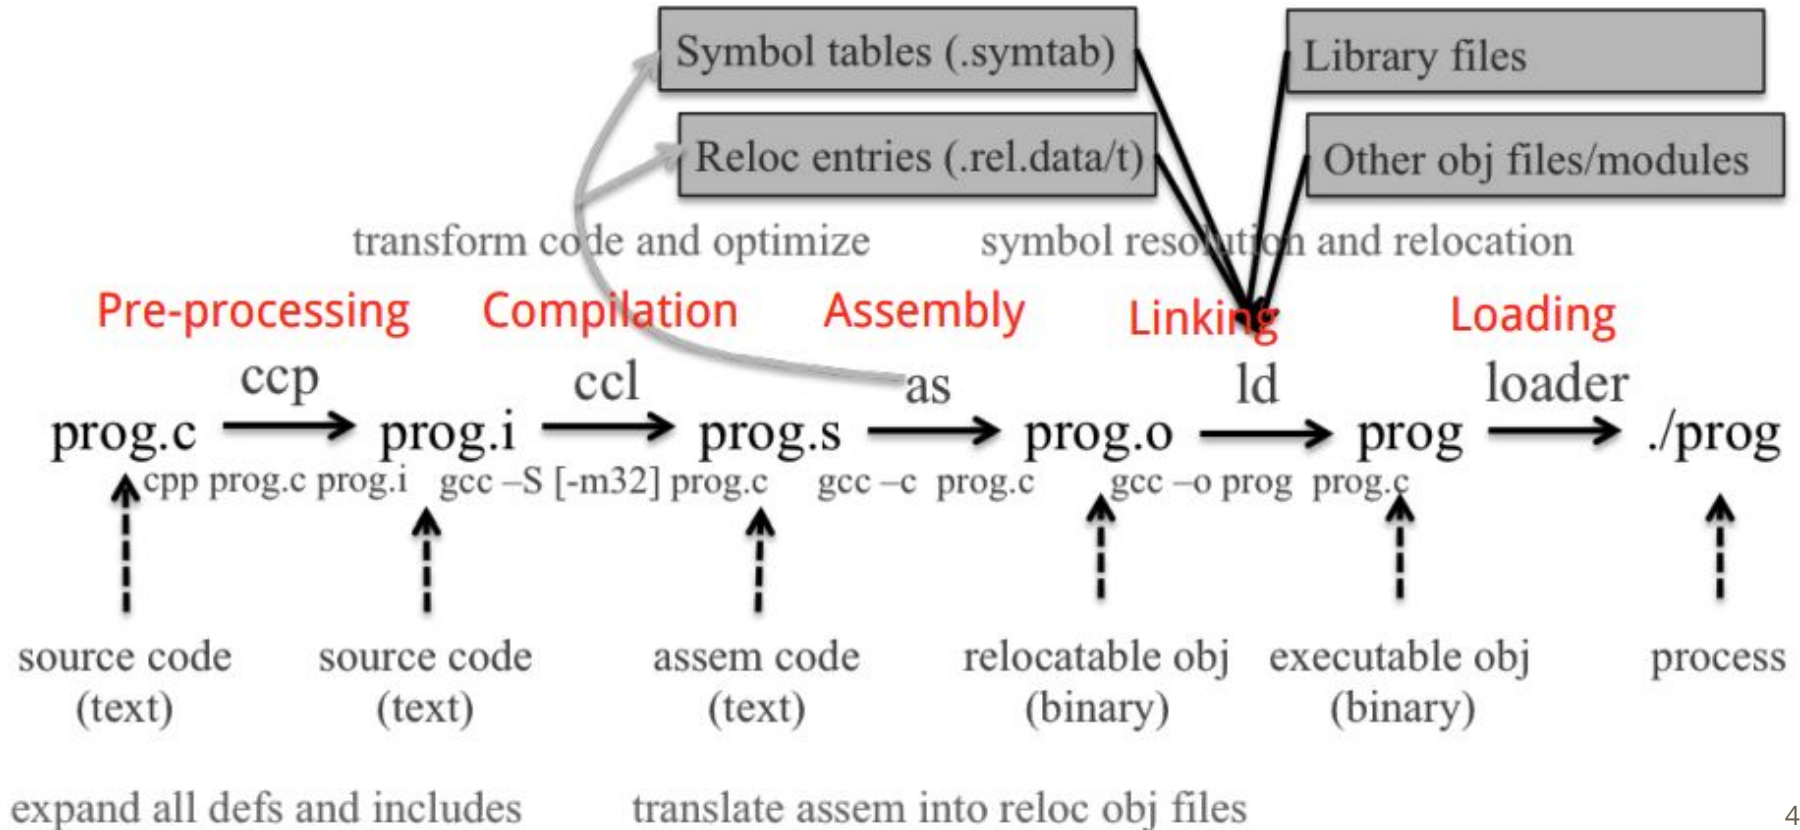 Symbol tables (.symtab)
Library files
Reloc entries (.rel.data/t)
Other obj files/modules
transform code and optimize
symbol resolution and relocation
Pre-processing
Compilation
Assembly
Linking
Loading
ccp
ccl
as
ld
loader
prog.c
prog.i
prog.s
prog.o
prog
./prog
cpp prog.c prog.i
gcc –S [-m32] prog.c
gcc –c prog.c
gcc –o prog prog.c
source code
(text)
source code
(text)
assem code
(text)
relocatable obj
(binary)
executable obj
(binary)
process
expand all defs and includes
translate assem into reloc obj files
4